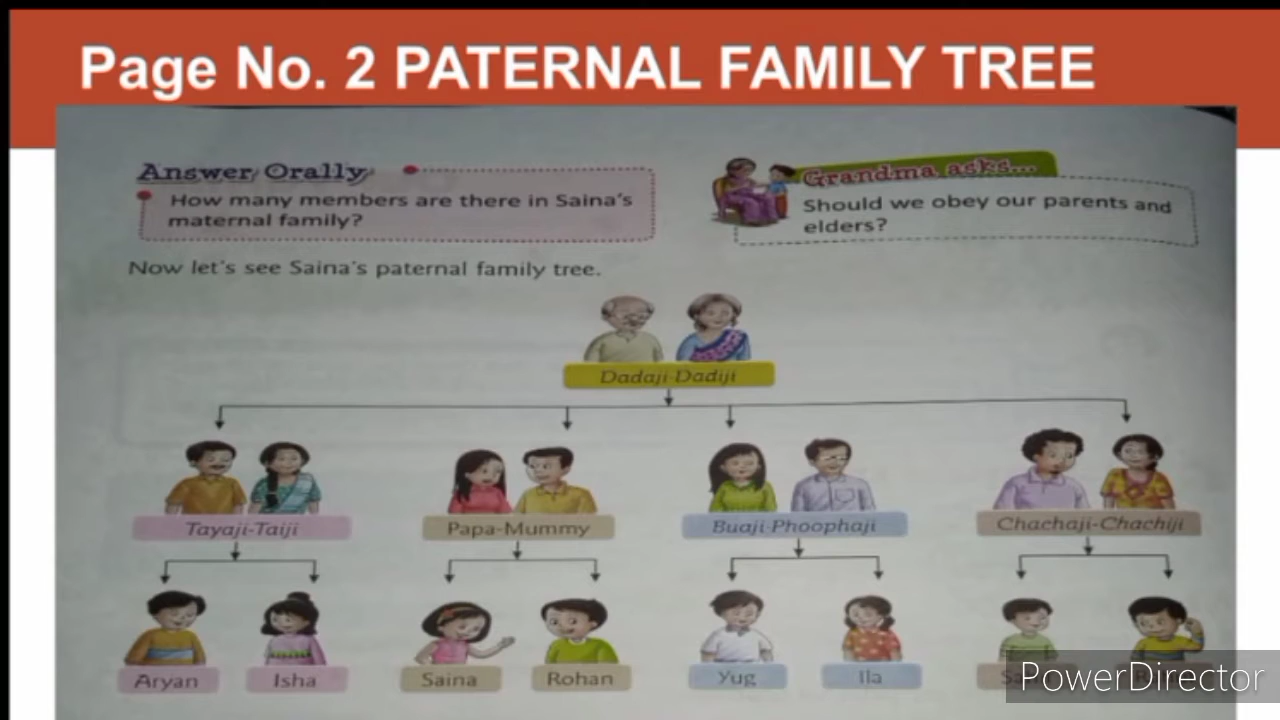 Page No. 2 PATERNAL FAMILY TREE
Answer Orally
How many members are there in Saina's
maternal family?
Grandma asks...
Should we obey our parents and
elders?
Now let's see Saina's paternal family tree.
Dadaji-Dadiji
Tayaji-Taiji
Papa-Mummy
Buaji-Phoophaji
Chachaji-Chachiji
Aryan
Isha
Saina
Rohan
Yug
Ila
PowerDirector